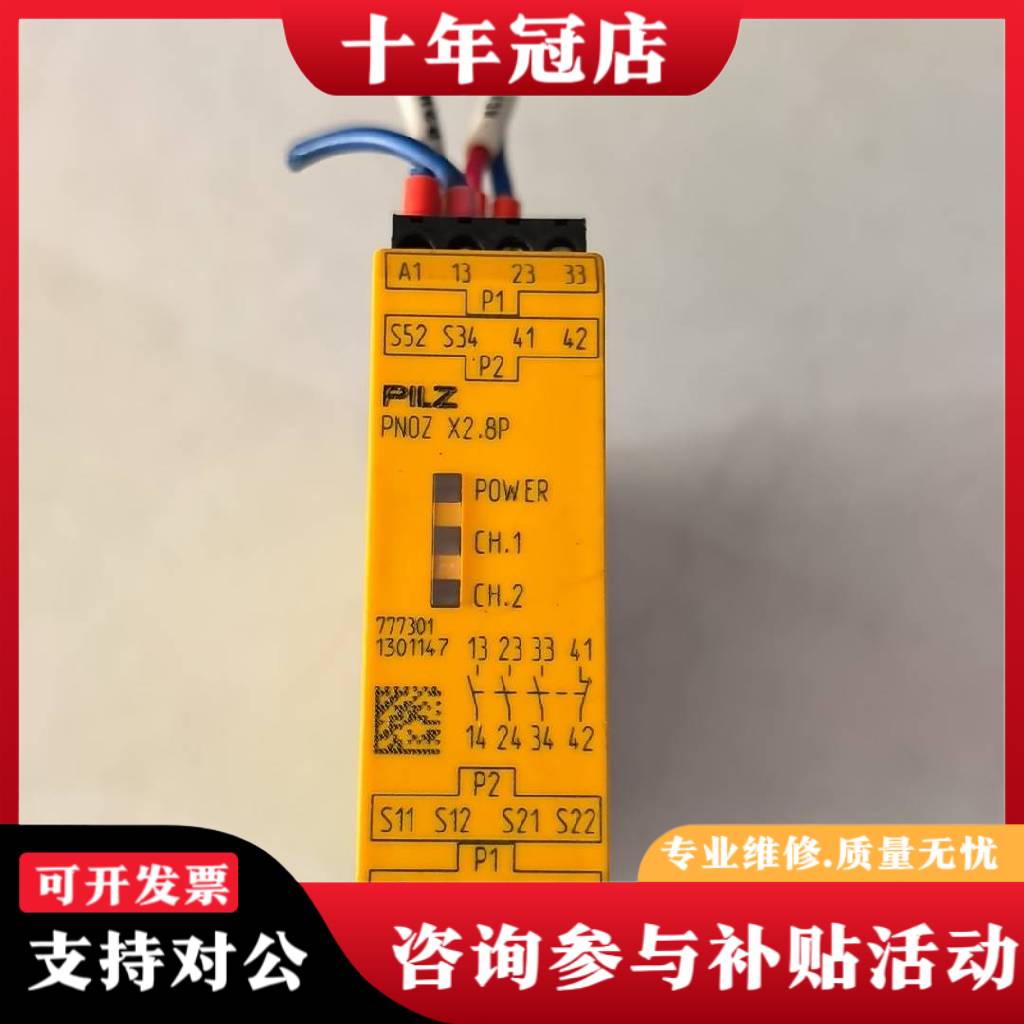 十年冠店
A1 13 23 33
P1
S52 S34 41 42
P2
PILZ
PNOZ X2.8P
POWER
CH.1
CH.2
777301
1301147
13 23 33 41
14 24 34 42
P2
S11 S12 S21 S22
P1
专业维修.质量无忧
可开发票
支持对公
咨询参与补贴活动